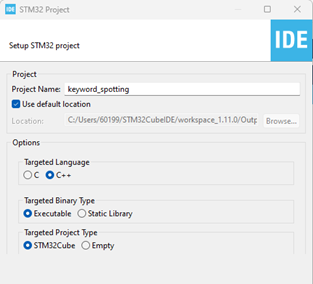 IDE STM32 Project
Setup STM32 project
IDE
Project
Project Name: keyword_spotting
Use default location
Location: C:/Users/60199/STM32CubeIDE/workspace_1.11.0/Outp Browse...
Options
Targeted Language
C C++
Targeted Binary Type
Executable Static Library
Targeted Project Type
STM32Cube Empty